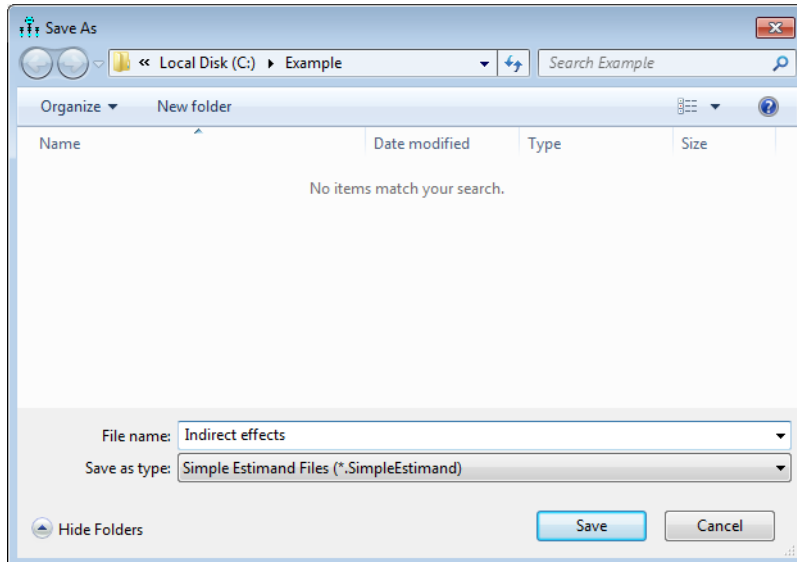 Save As
« Local Disk (C:) Example
Search Example
Organize New folder
Name Date modified Type Size
No items match your search.
File name: Indirect effects
Save as type: Simple Estimand Files (*.SimpleEstimand)
Hide Folders Save Cancel